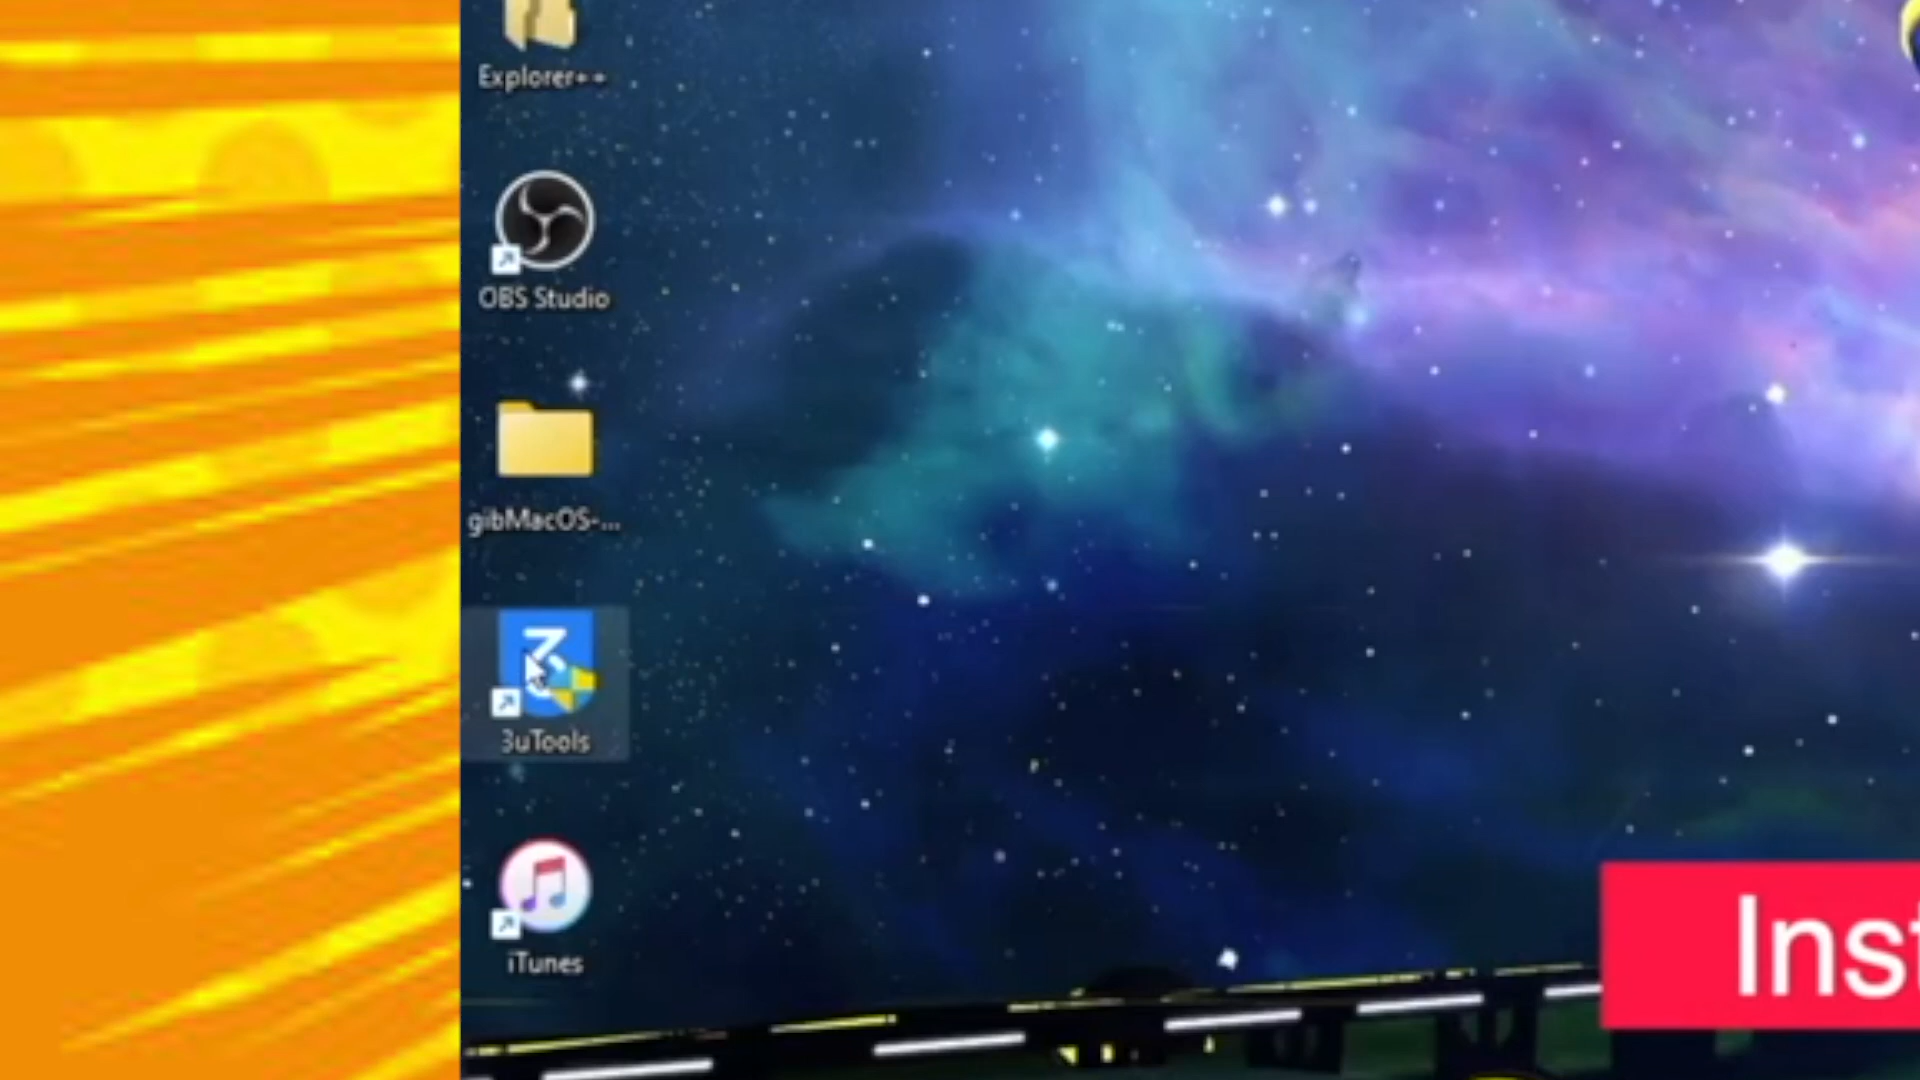 Explorer++
OBS Studio
gibMacOS-...
3uTools
iTunes
Inst